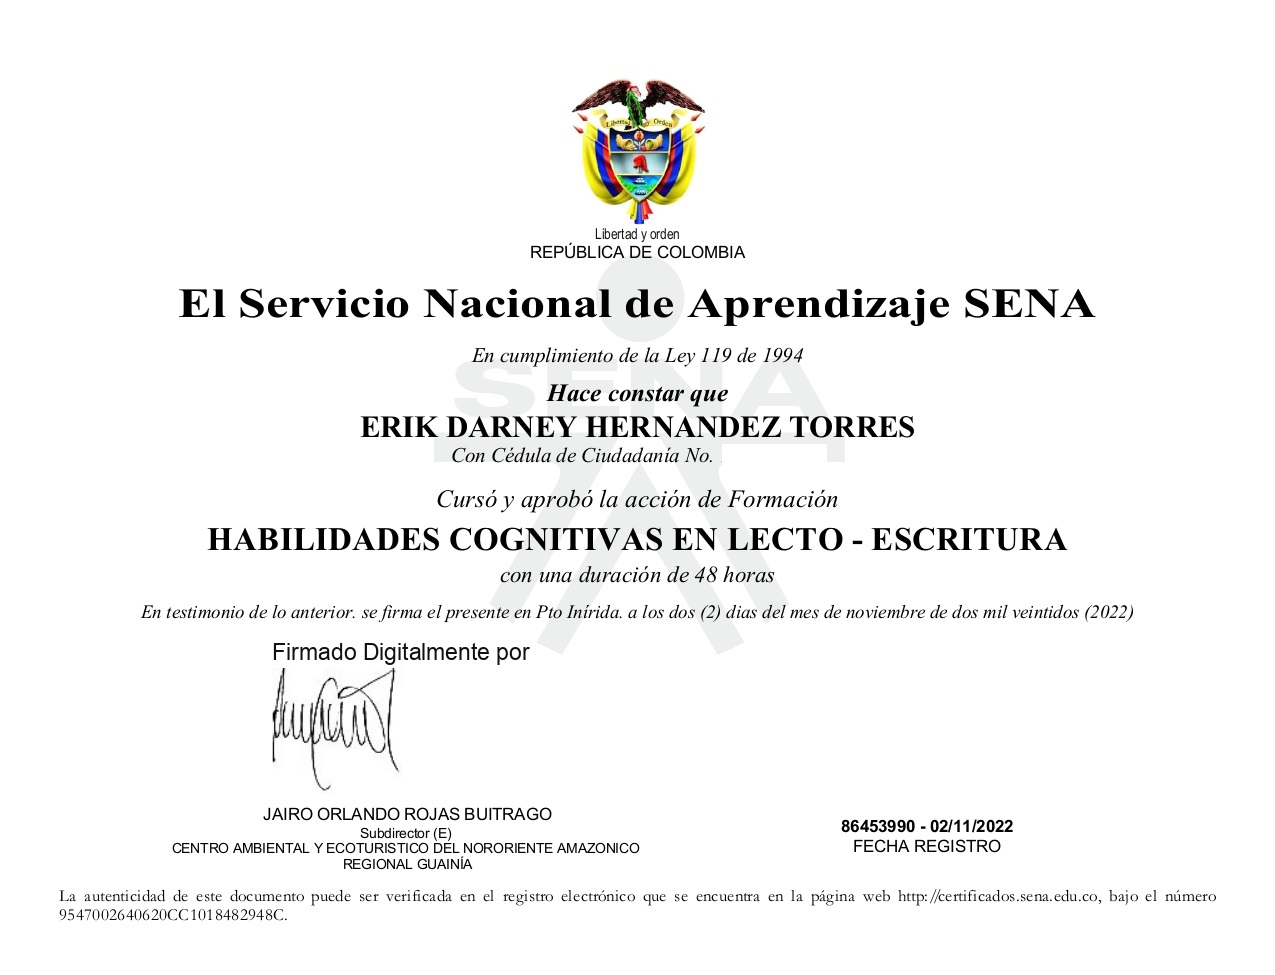 Libertad y Orden
Libertad y orden
REPÚBLICA DE COLOMBIA
El Servicio Nacional de Aprendizaje SENA
En cumplimiento de la Ley 119 de 1994
SENA
Hace constar que
ERIK DARNEY HERNANDEZ TORRES
Con Cédula de Ciudadanía No.
Cursó y aprobó la acción de Formación
HABILIDADES COGNITIVAS EN LECTO - ESCRITURA
con una duración de 48 horas
En testimonio de lo anterior. se firma el presente en Pto Inírida. a los dos (2) dias del mes de noviembre de dos mil veintidos (2022)
Firmado Digitalmente por
JAIRO ORLANDO ROJAS BUITRAGO
Subdirector (E)
CENTRO AMBIENTAL Y ECOTURISTICO DEL NORORIENTE AMAZONICO
REGIONAL GUAINÍA
86453990 - 02/11/2022
FECHA REGISTRO
La autenticidad de este documento puede ser verificada en el registro electrónico que se encuentra en la página web http://certificados.sena.edu.co, bajo el número
9547002640620CC1018482948C.